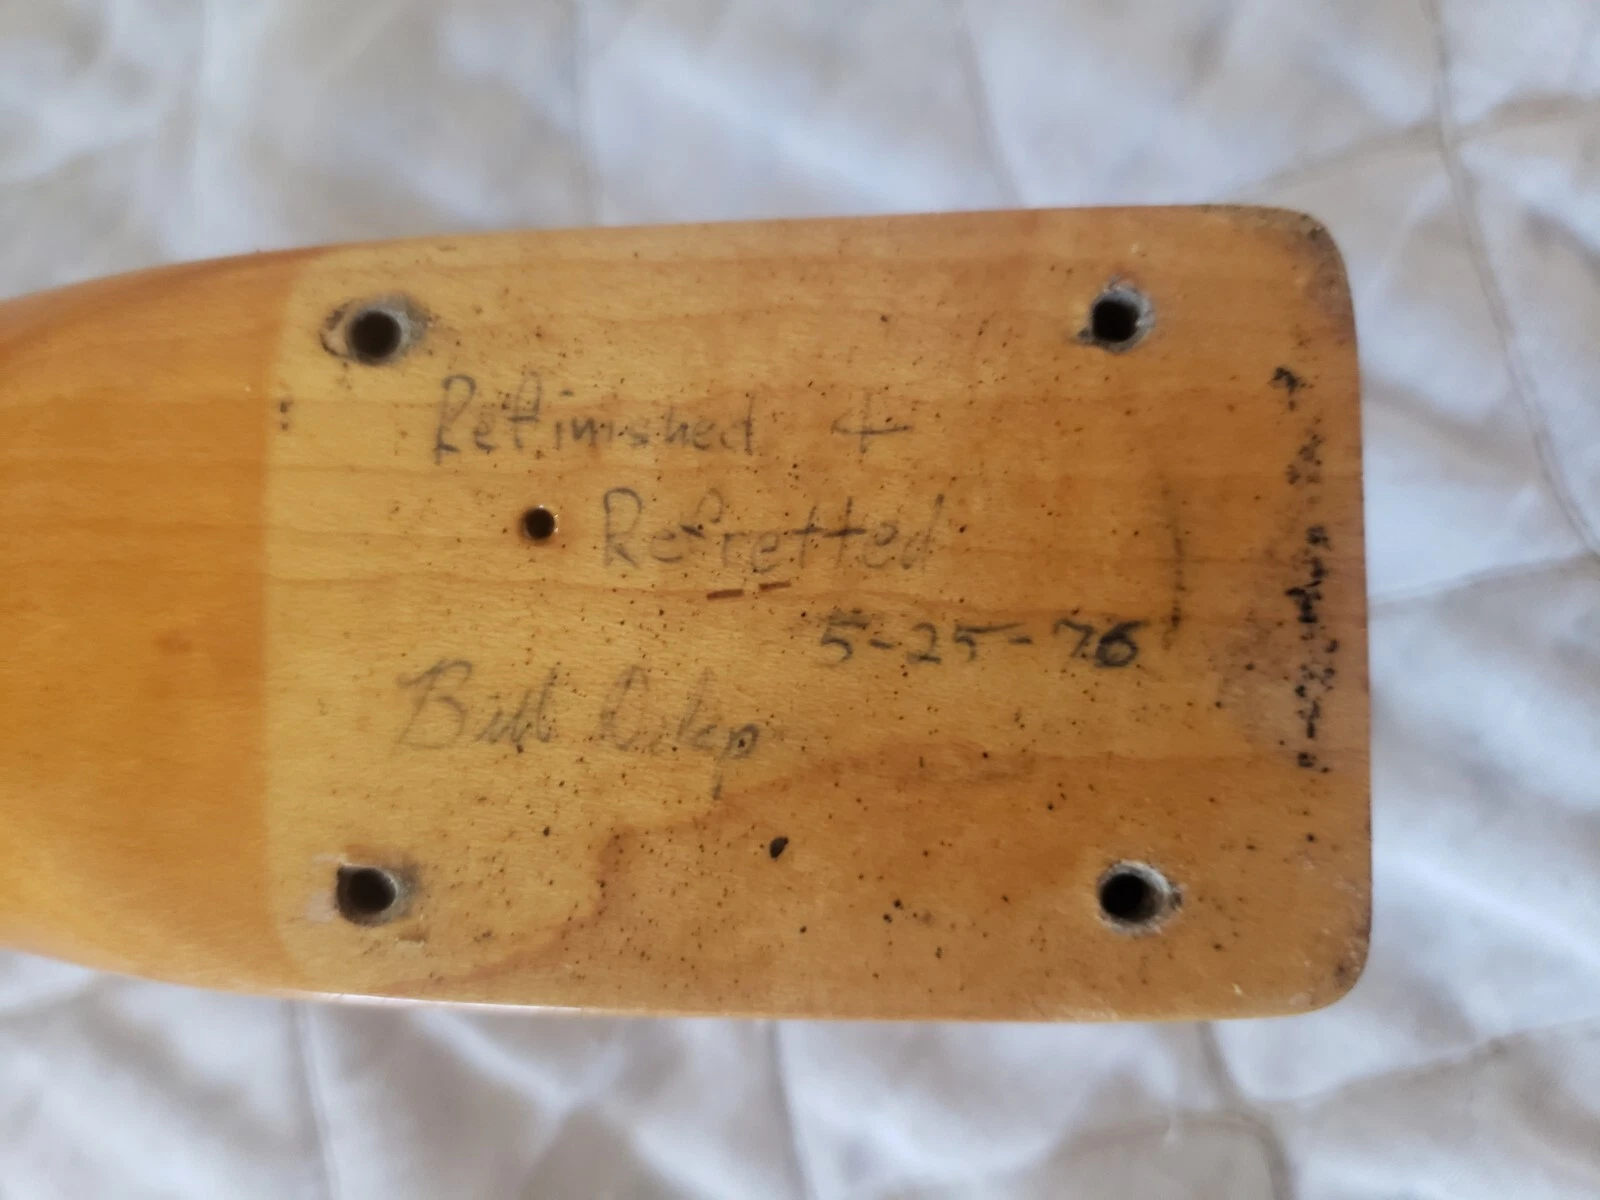 Refinished +
Refretted
5-25-76
Bill